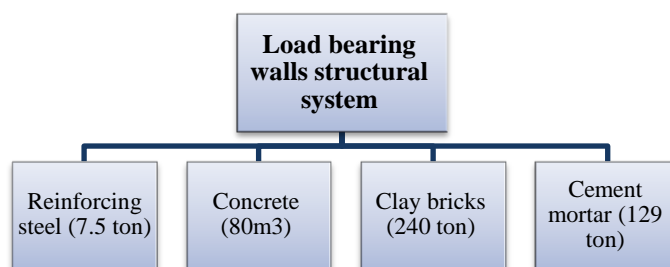 Load bearing
walls structural
system
Reinforcing
steel (7.5 ton)
Concrete
(80m3)
Clay bricks
(240 ton)
Cement
mortar (129
ton)